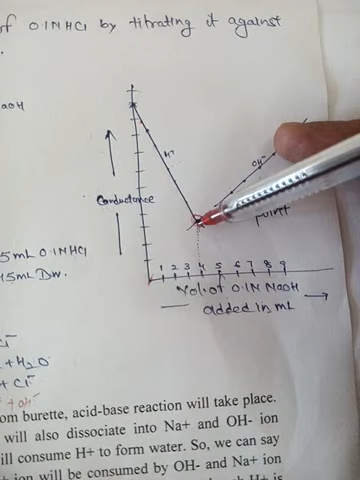 of 0.1N HCl by titrating it against
NaOH
H+
OH-
Conductance
point
5mL 0.1N HCl
15mL DW.
1 2 3 4 5 6 7 8 9
Vol. of 0.1N NaOH
added in mL
Cl-
+ H2O
+ Cl-
+ OH-
om burette, acid-base reaction will take place.
will also dissociate into Na+ and OH- ion
ill consume H+ to form water. So, we can say
ion will be consumed by OH- and Na+ ion